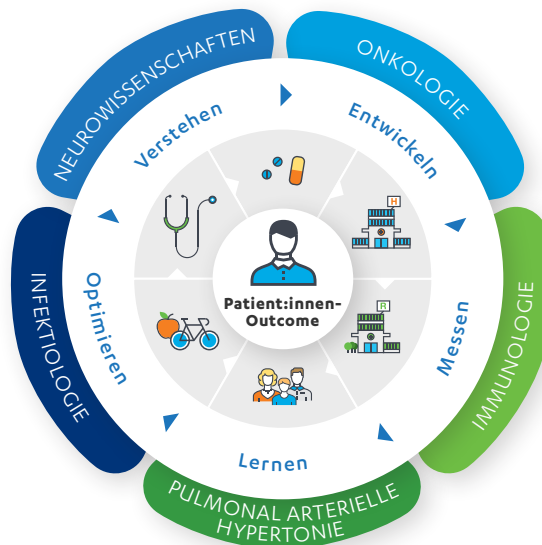 NEUROWISSENSCHAFTEN
ONKOLOGIE
Verstehen
Entwickeln
H
Patient:innen-
Outcome
R
INFEKTIOLOGIE
Optimieren
Messen
IMMUNOLOGIE
Lernen
PULMONAL ARTERIELLE
HYPERTONIE